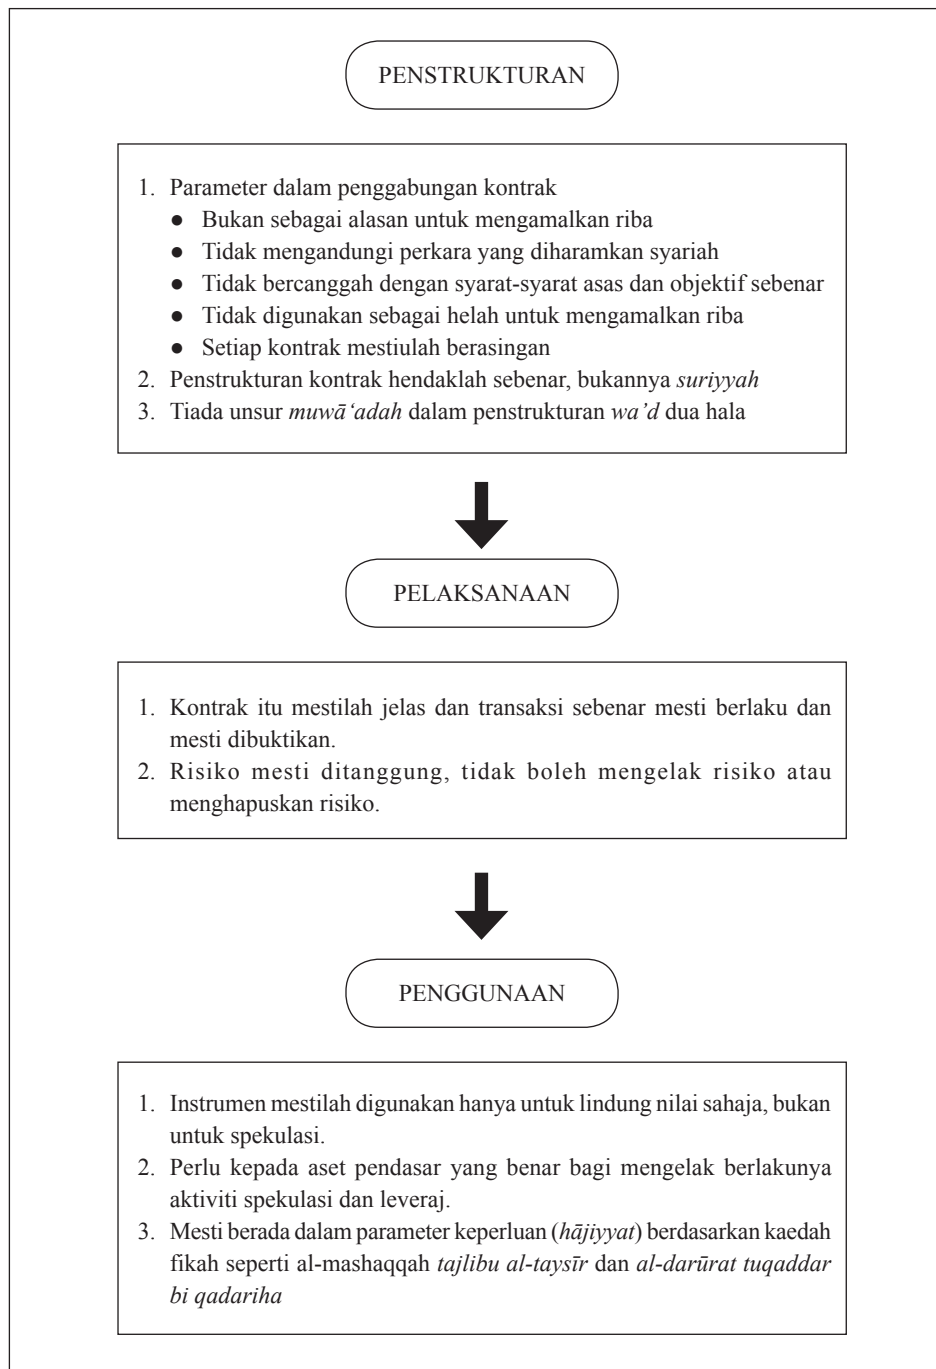 PENSTRUKTURAN
1. Parameter dalam penggabungan kontrak
● Bukan sebagai alasan untuk mengamalkan riba
● Tidak mengandungi perkara yang diharamkan syariah
● Tidak bercanggah dengan syarat-syarat asas dan objektif sebenar
● Tidak digunakan sebagai helah untuk mengamalkan riba
● Setiap kontrak mestiulah berasingan
2. Penstrukturan kontrak hendaklah sebenar, bukannya suriyyah
3. Tiada unsur muwā‘adah dalam penstrukturan wa’d dua hala
PELAKSANAAN
1. Kontrak itu mestilah jelas dan transaksi sebenar mesti berlaku dan
mesti dibuktikan.
2. Risiko mesti ditanggung, tidak boleh mengelak risiko atau
menghapuskan risiko.
PENGGUNAAN
1. Instrumen mestilah digunakan hanya untuk lindung nilai sahaja, bukan
untuk spekulasi.
2. Perlu kepada aset pendasar yang benar bagi mengelak berlakunya
aktiviti spekulasi dan leveraj.
3. Mesti berada dalam parameter keperluan (hājiyyat) berdasarkan kaedah
fikah seperti al-mashaqqah tajlibu al-taysīr dan al-darūrat tuqaddar
bi qadariha